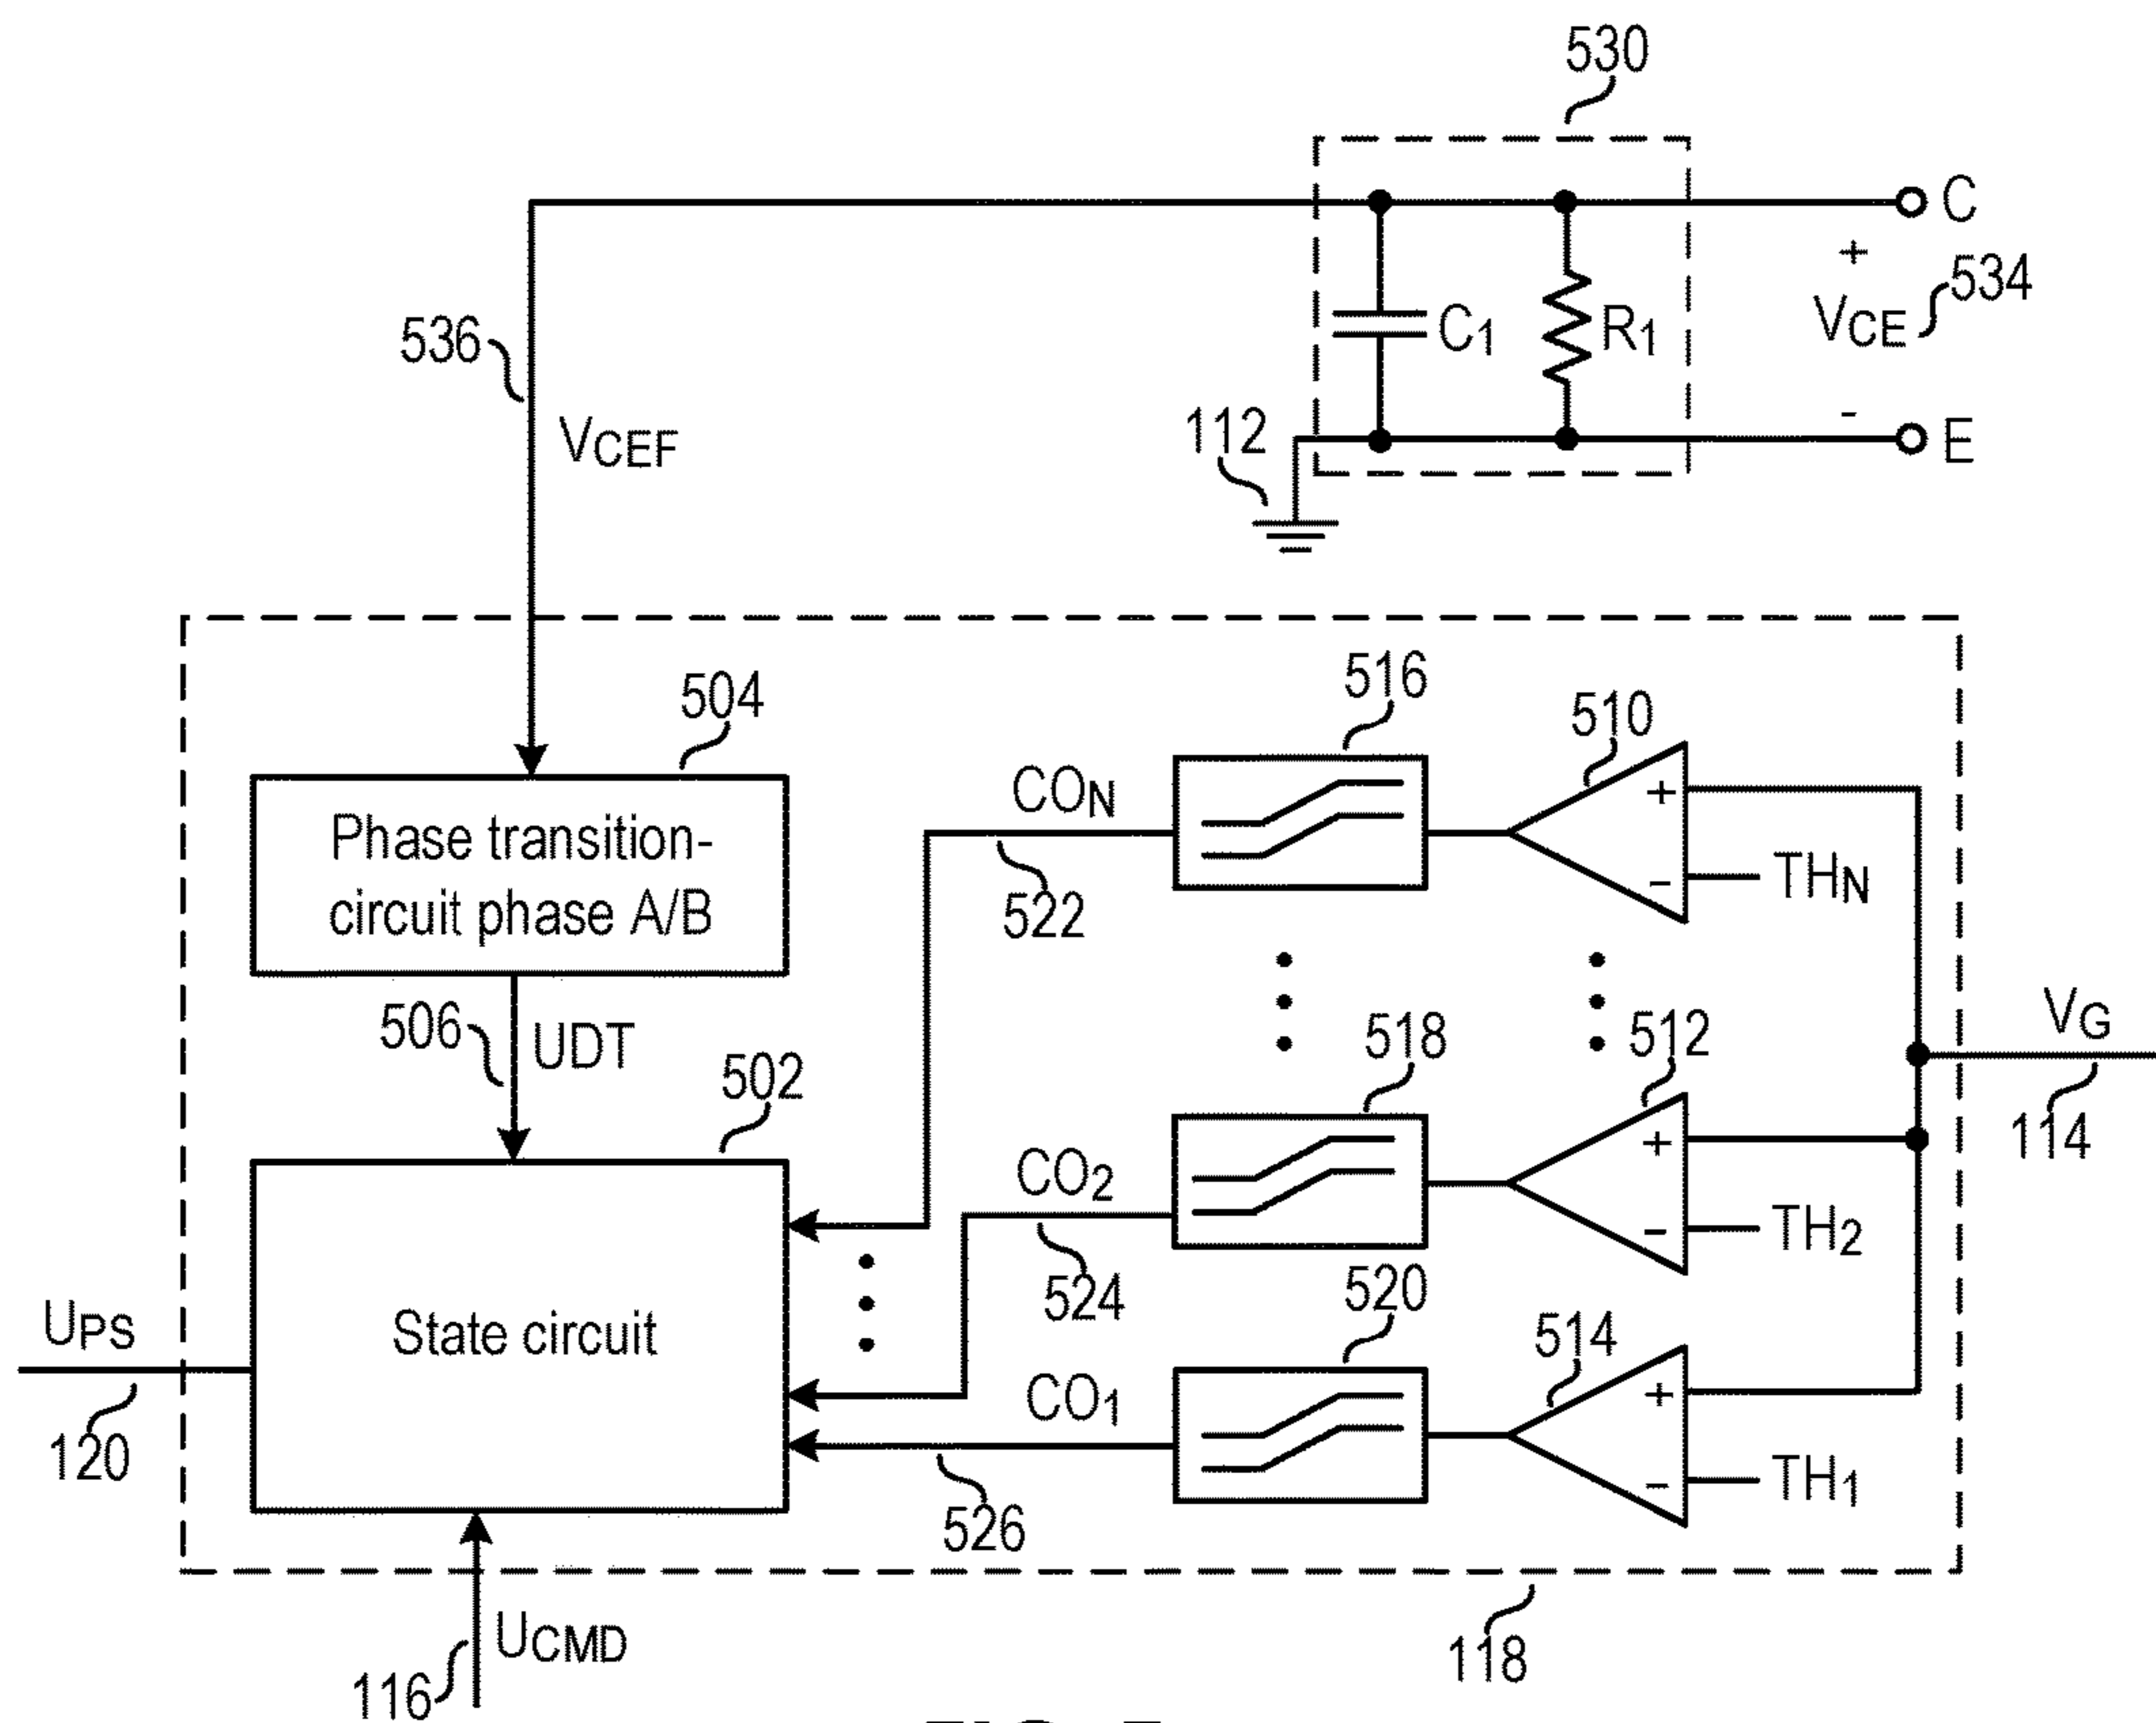 530
C
+
VCE
534
C1
R1
-
E
112
536
VCEF
504
516
510
CON
+
Phase transition-
circuit phase A/B
522
-
THN
506
UDT
502
518
512
VG
114
CO2
+
524
-
TH2
520
UPS
120
State circuit
514
CO1
+
526
-
TH1
UCMD
116
118